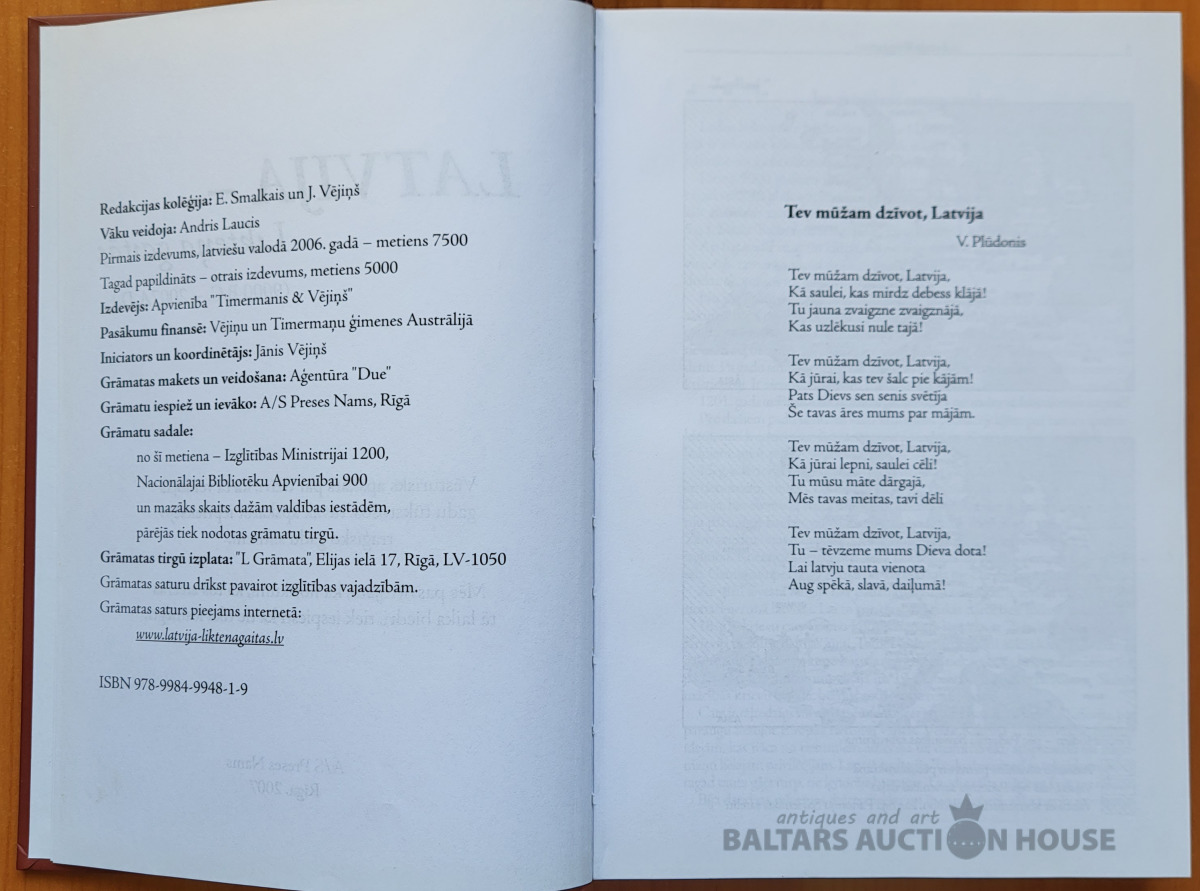 Redakcijas kolēģija: E. Smalkais un J. Vējiņš
Vāku veidoja: Andris Laucis
Pirmais izdevums, latviešu valodā 2006. gadā – metiens 7500
Tagad papildināts – otrais izdevums, metiens 5000
Izdevējs: Apvienība "Timermanis & Vējiņš"
Pasākumu finansē: Vējiņu un Timermaņu ģimenes Austrālijā
Iniciators un koordinētājs: Jānis Vējiņš
Grāmatas makets un veidošana: Aģentūra "Due"
Grāmatu iespiež un ievāko: A/S Preses Nams, Rīgā
Grāmatu sadale:
no šī metiena – Izglītības Ministrijai 1200,
Nacionālajai Bibliotēku Apvienībai 900
un mazāks skaits dažām valdības iestādēm,
pārējās tiek nodotas grāmatu tirgū.
Grāmatas tirgū izplata: "L Grāmata", Elijas ielā 17, Rīgā, LV-1050
Grāmatas saturu drīkst pavairot izglītības vajadzībām.
Grāmatas saturs pieejams internetā:
www.latvija-liktenagaitas.lv
ISBN 978-9984-9948-1-9
LATVIJA
A/S Preses Nams
Rīga, 2007
Tev mūžam dzīvot, Latvija
V. Plūdonis
Tev mūžam dzīvot, Latvija,
Kā saulei, kas mirdz debess klājā!
Tu jauna zvaigzne zvaigznājā,
Kas uzlēkusi nule tajā!
Tev mūžam dzīvot, Latvija,
Kā jūrai, kas tev šalc pie kājām!
Pats Dievs sen senis svētīja
Še tavas āres mums par mājām.
Tev mūžam dzīvot, Latvija,
Kā jūrai lepni, saulei cēli!
Tu mūsu māte dārgajā,
Mēs tavas meitas, tavi dēli
Tev mūžam dzīvot, Latvija,
Tu – tēvzeme mums Dieva dota!
Lai latvju tauta vienota
Aug spēkā, slavā, daiļumā!
antiques and art
BALTARS AUCTION HOUSE